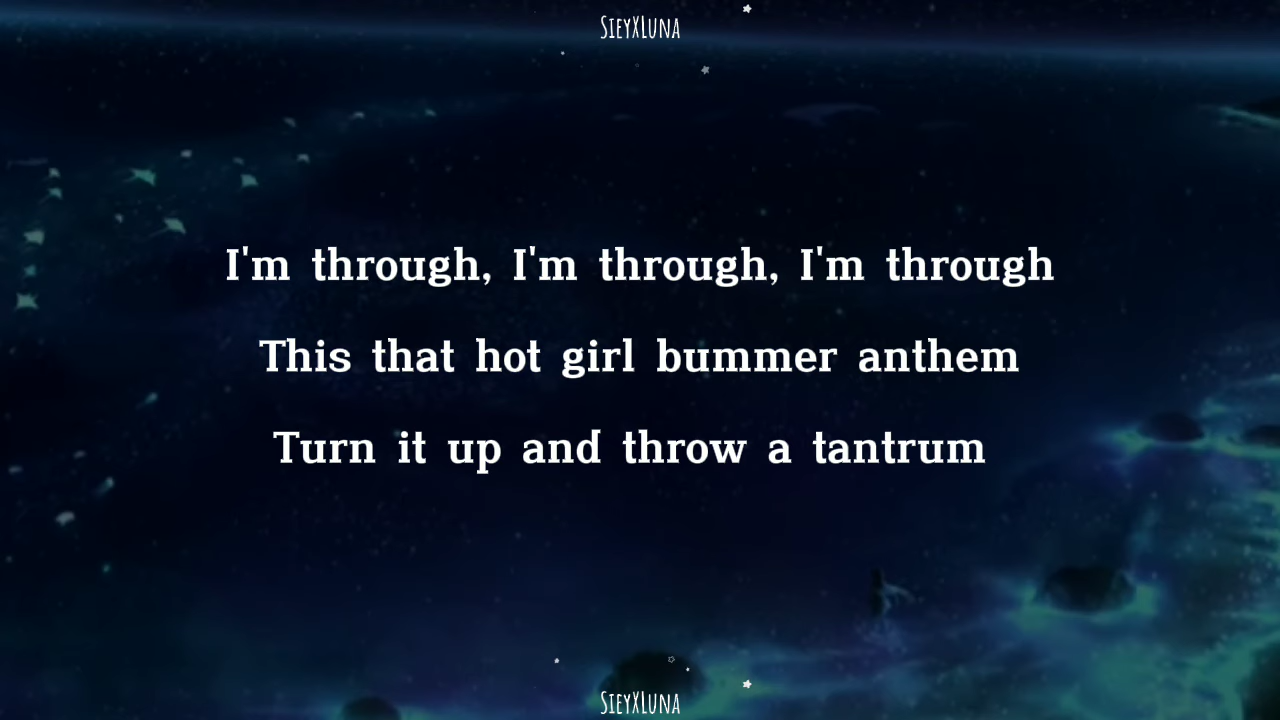 SieyXLuna
I'm through, I'm through, I'm through
This that hot girl bummer anthem
Turn it up and throw a tantrum
SieyXLuna